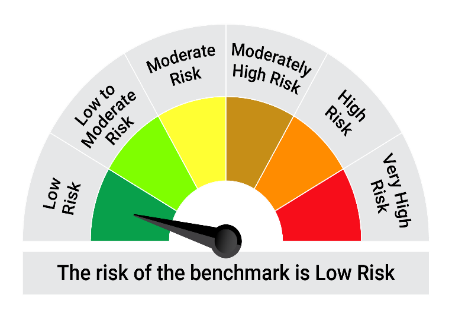 Low
Risk
Low to
Moderate
Risk
Moderate
Risk
Moderately
High Risk
High
Risk
Very High
Risk
The risk of the benchmark is Low Risk